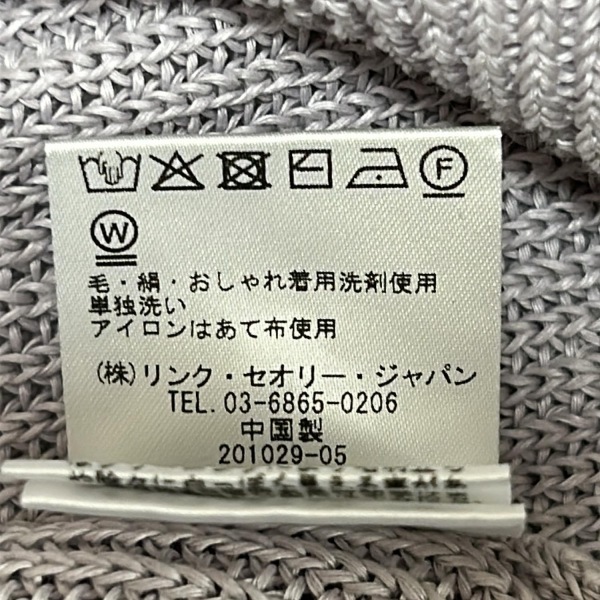 F
W
毛・絹・おしゃれ着用洗剤使用
単独洗い
アイロンはあて布使用
(株)リンク・セオリー・ジャパン
TEL. 03-6865-0206
中国製
201029-05